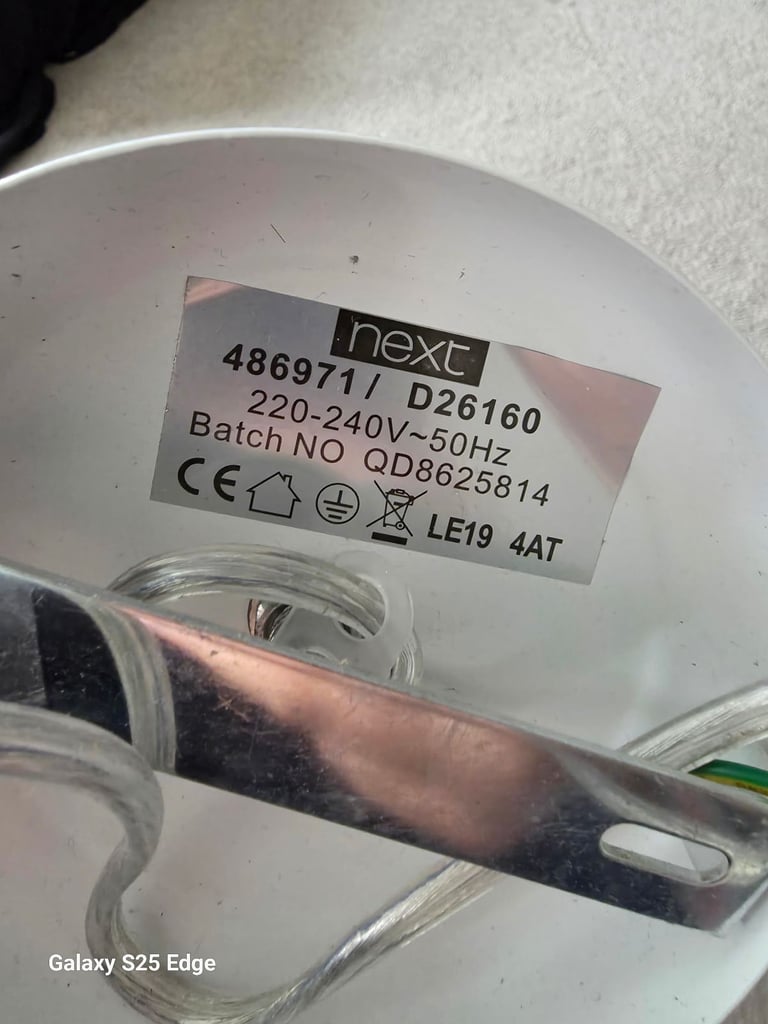 next
486971/ D26160
220-240V~50Hz
Batch NO QD8625814
CE LE19 4AT
Galaxy S25 Edge